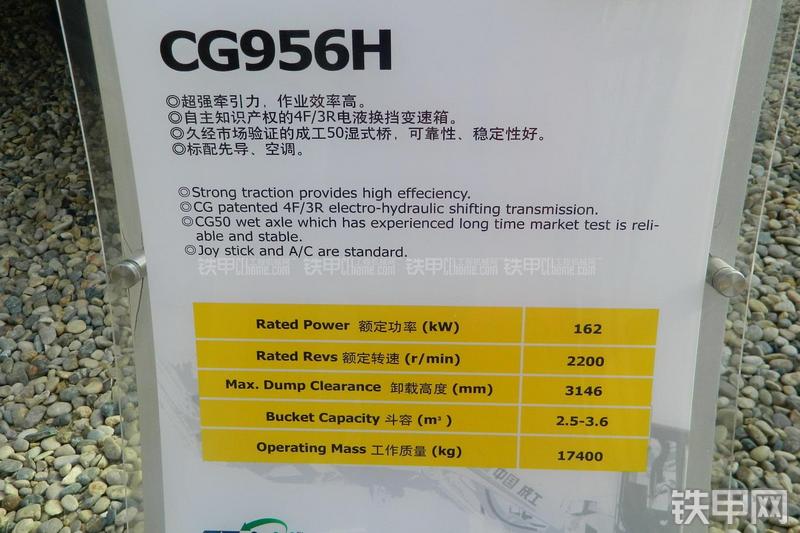 CG956H
◎超强牵引力，作业效率高。
◎自主知识产权的4F/3R电液换挡变速箱。
◎久经市场验证的成工50湿式桥，可靠性、稳定性好。
◎标配先导、空调。
◎Strong traction provides high effeciency.
◎CG patented 4F/3R electro-hydraulic shifting transmission.
◎CG50 wet axle which has experienced long time market test is reli-
able and stable.
◎Joy stick and A/C are standard.
Rated Power 额定功率 (kW) 162
Rated Revs 额定转速 (r/min) 2200
Max. Dump Clearance 卸载高度 (mm) 3146
Bucket Capacity 斗容 (m³) 2.5-3.6
Operating Mass 工作质量 (kg) 17400
中国成工
铁甲网